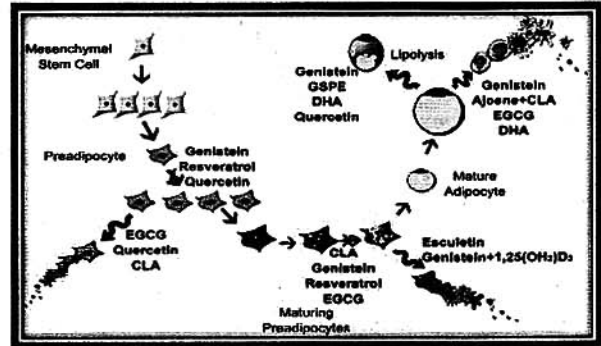 Mesenchymal
Stem Cell
Preadipocyte
Genistein
Resveratrol
Quercetin
EGCG
Quercetin
CLA
CLA
Genistein
Resveratrol
EGCG
Maturing
Preadipocytes
Esculetin
Genistein+1,25(OH₂)D₃
Mature
Adipocyte
Lipolysis
Genistein
GSPE
DHA
Quercetin
Genistein
Ajoene+CLA
EGCG
DHA